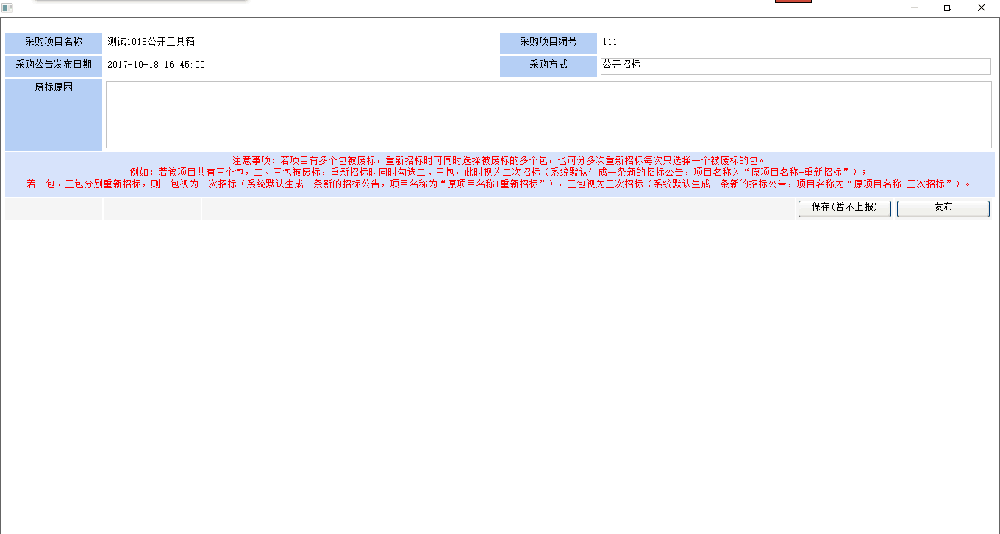 采购项目名称 测试1018公开工具箱 采购项目编号 111
采购公告发布日期 2017-10-18 16:45:00 采购方式 公开招标
废标原因
注意事项：若项目有多个包被废标，重新招标时可同时选择被废标的多个包，也可分多次重新招标每次只选择一个被废标的包。
例如：若该项目共有三个包，二、三包被废标，重新招标时同时勾选二、三包，此时视为二次招标（系统默认生成一条新的招标公告，项目名称为“原项目名称+重新招标”）；
若二包、三包分别重新招标，则二包视为二次招标（系统默认生成一条新的招标公告，项目名称为“原项目名称+重新招标”），三包视为三次招标（系统默认生成一条新的招标公告，项目名称为“原项目名称+三次招标”）。
保存(暂不上报) 发布